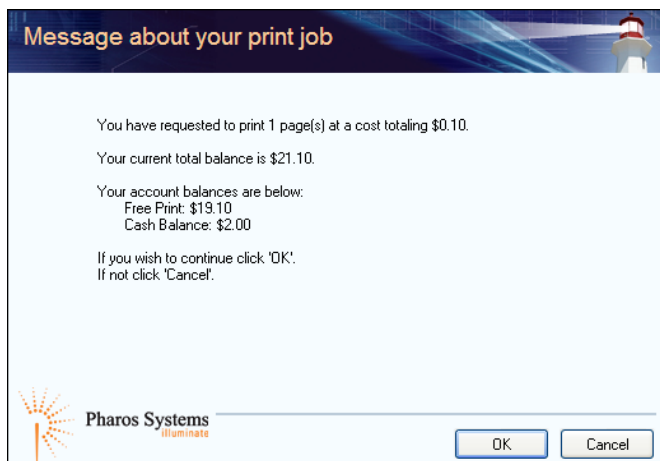 Message about your print job
You have requested to print 1 page(s) at a cost totaling $0.10.
Your current total balance is $21.10.
Your account balances are below:
Free Print: $19.10
Cash Balance: $2.00
If you wish to continue click 'OK'.
If not click 'Cancel'.
Pharos Systems
illuminate
OK
Cancel